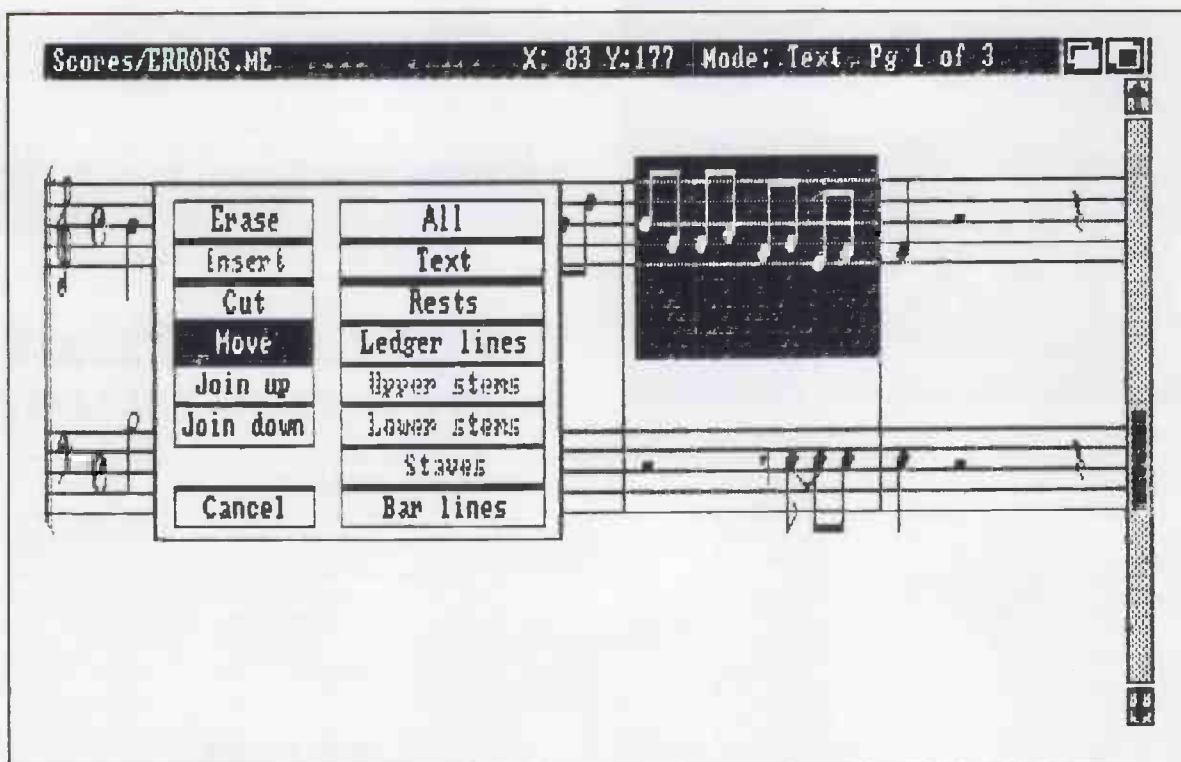 Scores/ERRORS.ME X: 83 Y:177 Mode: Text Pg 1 of 3
Erase
Insert
Cut
Move
Join up
Join down
Cancel
All
Text
Rests
Ledger lines
Upper stems
Lower stems
Staves
Bar lines